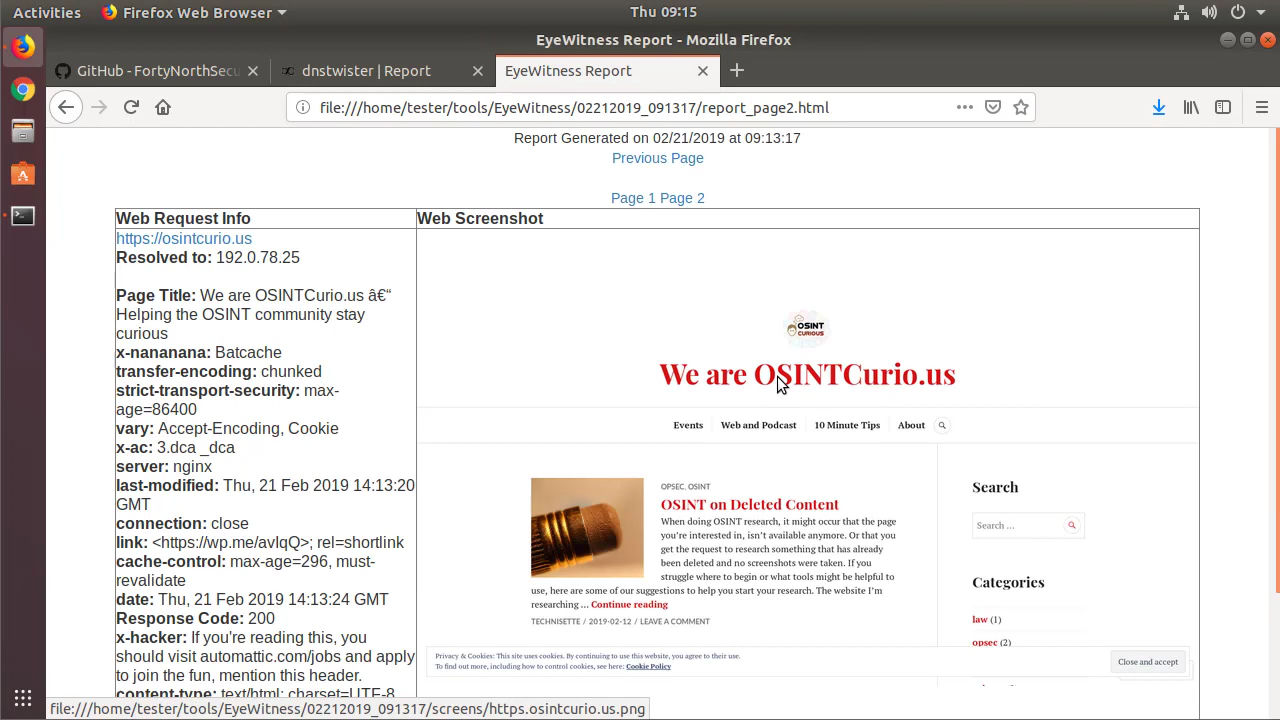 Activities
Firefox Web Browser
Thu 09:15
EyeWitness Report - Mozilla Firefox
GitHub - FortyNorthSecu
dnstwister | Report
EyeWitness Report
file:///home/tester/tools/EyeWitness/02212019_091317/report_page2.html
Report Generated on 02/21/2019 at 09:13:17
Previous Page
Page 1 Page 2
Web Request Info
Web Screenshot
https://osintcurio.us
Resolved to: 192.0.78.25
Page Title: We are OSINTCurio.us â€“
Helping the OSINT community stay
curious
x-nananana: Batcache
transfer-encoding: chunked
strict-transport-security: max-
age=86400
vary: Accept-Encoding, Cookie
x-ac: 3.dca _dca
server: nginx
last-modified: Thu, 21 Feb 2019 14:13:20
GMT
connection: close
link: <https://wp.me/avIqQ>; rel=shortlink
cache-control: max-age=296, must-
revalidate
date: Thu, 21 Feb 2019 14:13:24 GMT
Response Code: 200
x-hacker: If you're reading this, you
should visit automattic.com/jobs and apply
to join the fun, mention this header.
content-type: text/html; charset=UTF-8
OSINT
CURIOUS
We are OSINTCurio.us
Events
Web and Podcast
10 Minute Tips
About
OPSEC, OSINT
OSINT on Deleted Content
When doing OSINT research, it might occur that the page
you're interested in, isn't available anymore. Or that you
get the request to research something that has already
been deleted and no screenshots were taken. If you
struggle where to begin or what tools might be helpful to
use, here are some of our suggestions to help you start your research. The website I'm
researching … Continue reading
TECHNISETTE / 2019-02-12 / LEAVE A COMMENT
Search
Search …
Categories
law (1)
opsec (2)
Privacy & Cookies: This site uses cookies. By continuing to use this website, you agree to their use.
To find out more, including how to control cookies, see here: Cookie Policy
Close and accept
file:///home/tester/tools/EyeWitness/02212019_091317/screens/https.osintcurio.us.png